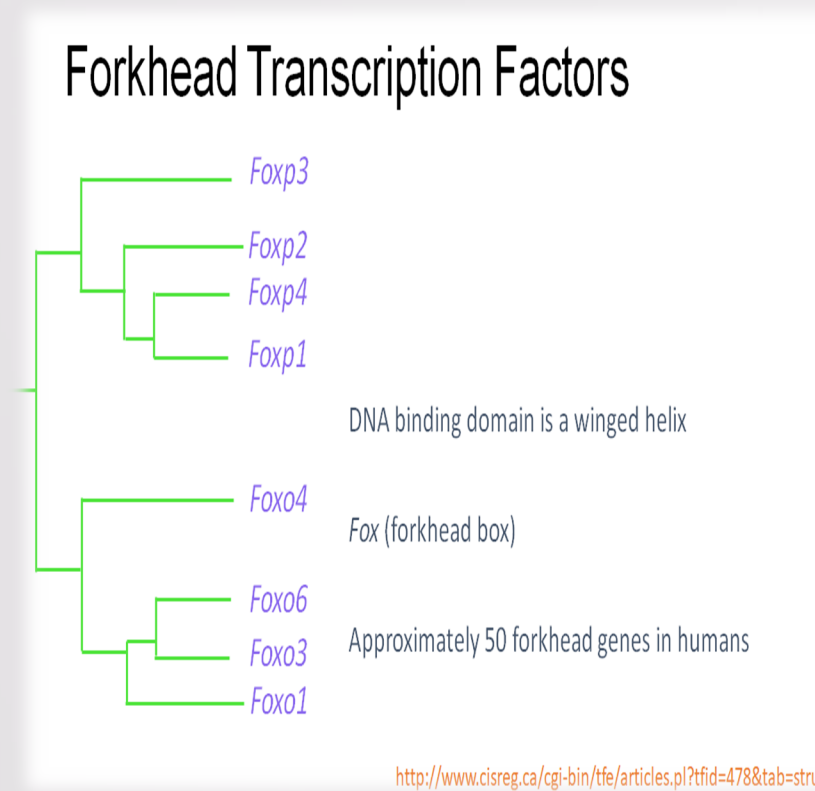 Forkhead Transcription Factors
Foxp3
Foxp2
Foxp4
Foxp1
DNA binding domain is a winged helix
Foxo4
Fox (forkhead box)
Foxo6
Approximately 50 forkhead genes in humans
Foxo3
Foxo1
http://www.cisreg.ca/cgi-bin/tfe/articles.pl?tfid=478&tab=stru